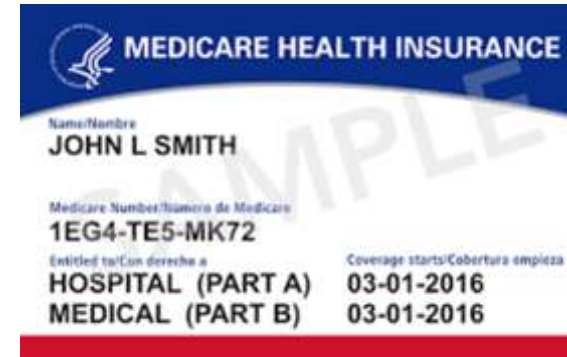 MEDICARE HEALTH INSURANCE
Name/Nombre
JOHN L SMITH
Medicare Number/Número de Medicare
1EG4-TE5-MK72
Entitled to/Con derecho a
Coverage starts/Cobertura empieza
HOSPITAL (PART A) 03-01-2016
MEDICAL (PART B) 03-01-2016
SAMPLE